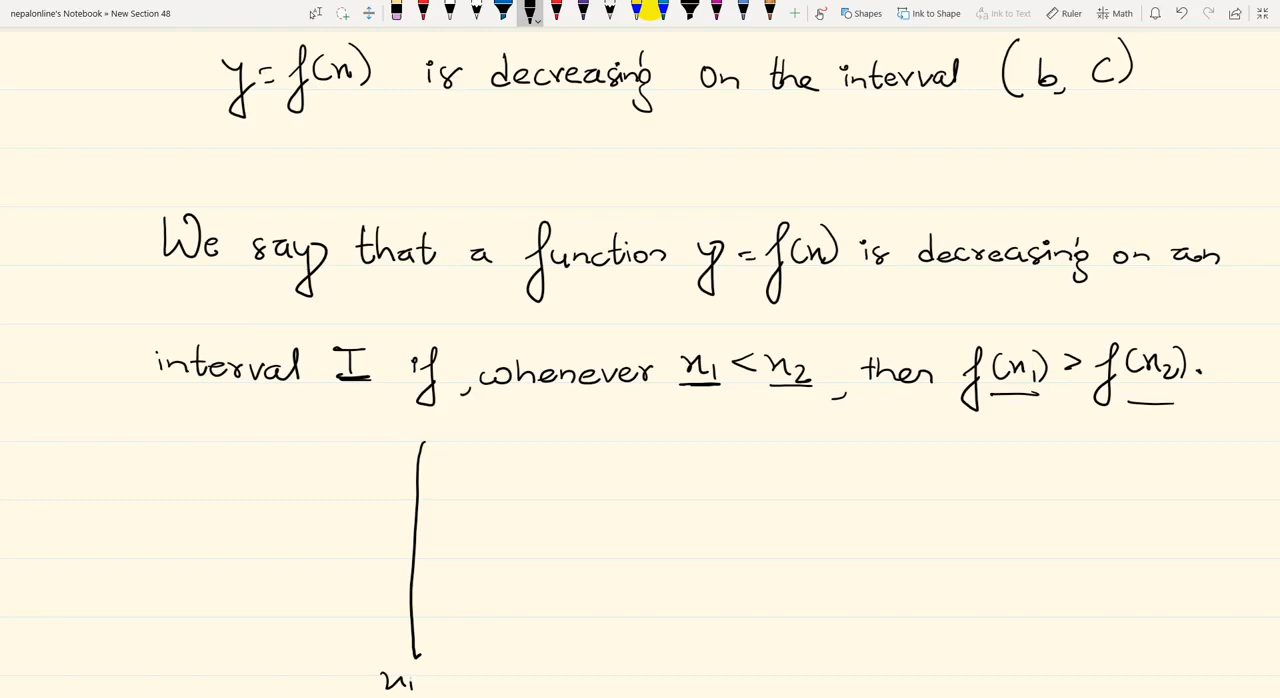 nepalonline's Notebook » New Section 48
Shapes Ink to Shape Ink to Text Ruler Math
y = f(x) is decreasing on the interval (b, c)
We say that a function y = f(x) is decreasing on an
interval I if, whenever x₁ < x₂, then f(x₁) > f(x₂).
x₁